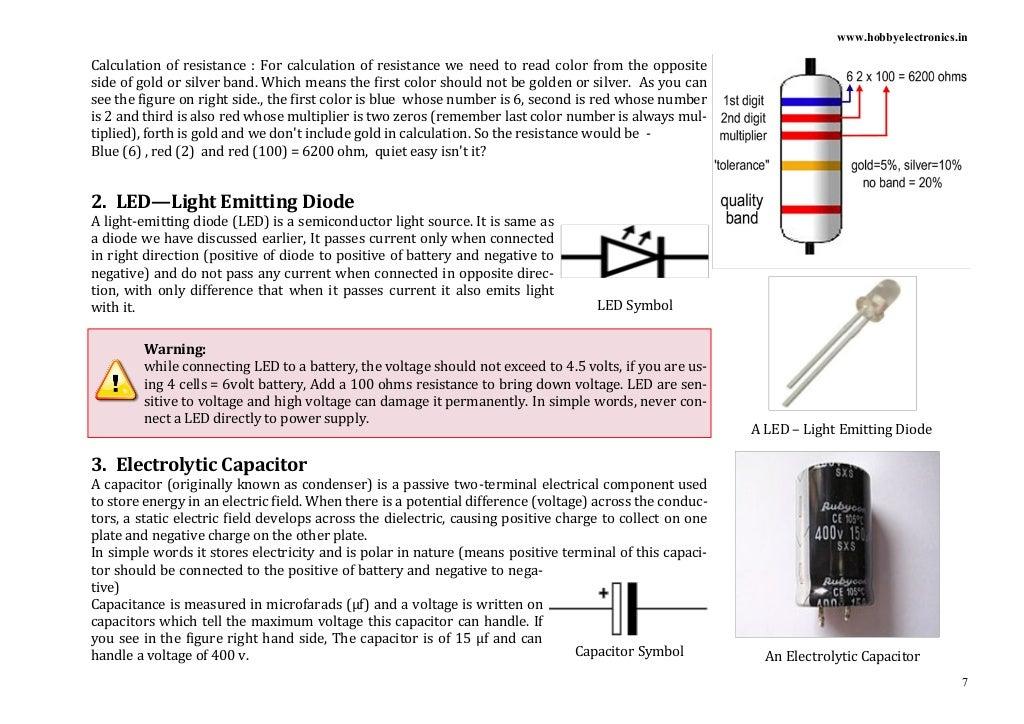 www.hobbyelectronics.in
Calculation of resistance : For calculation of resistance we need to read color from the opposite
side of gold or silver band. Which means the first color should not be golden or silver.  As you can
see the figure on right side., the first color is blue  whose number is 6, second is red whose number
is 2 and third is also red whose multiplier is two zeros (remember last color number is always mul-
tiplied), forth is gold and we don't include gold in calculation. So the resistance would be  -
Blue (6) , red (2)  and red (100) = 6200 ohm,  quiet easy isn't it?
6 2 x 100 = 6200 ohms
1st digit
2nd digit
multiplier
"tolerance"
gold=5%, silver=10%
no band = 20%
quality
band
2.  LED—Light Emitting Diode
A light-emitting diode (LED) is a semiconductor light source. It is same as
a diode we have discussed earlier, It passes current only when connected
in right direction (positive of diode to positive of battery and negative to
negative) and do not pass any current when connected in opposite direc-
tion, with only difference that when it passes current it also emits light
with it.
LED Symbol
Warning:
while connecting LED to a battery, the voltage should not exceed to 4.5 volts, if you are us-
ing 4 cells = 6volt battery, Add a 100 ohms resistance to bring down voltage. LED are sen-
sitive to voltage and high voltage can damage it permanently. In simple words, never con-
nect a LED directly to power supply.
A LED – Light Emitting Diode
3.  Electrolytic Capacitor
A capacitor (originally known as condenser) is a passive two-terminal electrical component used
to store energy in an electric field. When there is a potential difference (voltage) across the conduc-
tors, a static electric field develops across the dielectric, causing positive charge to collect on one
plate and negative charge on the other plate.
In simple words it stores electricity and is polar in nature (means positive terminal of this capaci-
tor should be connected to the positive of battery and negative to nega-
tive)
Capacitance is measured in microfarads (µf) and a voltage is written on
capacitors which tell the maximum voltage this capacitor can handle. If
you see in the figure right hand side, The capacitor is of 15 µf and can
handle a voltage of 400 v.
+
Capacitor Symbol
SXS
Rubyco
CE 105°C
400v 150
SXS
Rubyco
CE 105°C
An Electrolytic Capacitor
7